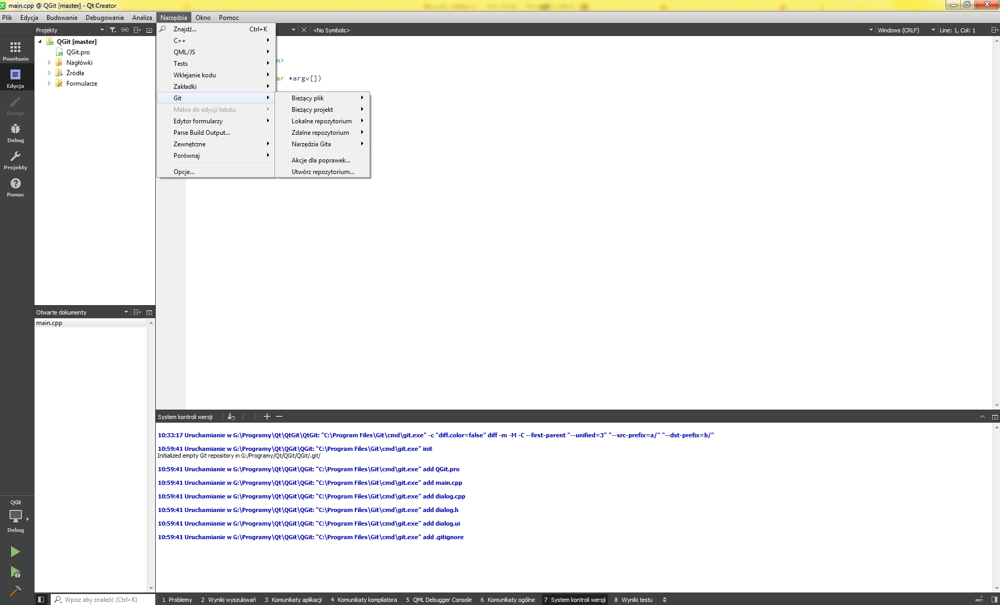 main.cpp @ QGit [master] - Qt Creator
Plik Edycja Budowanie Debugowanie Analiza Narzędzia Okno Pomoc
Projekty
<No Symbols>
Windows (CRLF)
Line: 1, Col: 1
Powitanie
Edycja
Design
Debug
Projekty
Pomoc
QGit [master]
QGit.pro
Nagłówki
Źródła
Formularze
Znajdź... Ctrl+K
C++
QML/JS
Tests
Wklejanie kodu
Zakładki
Git
Makra do edycji tekstu
Edytor formularzy
Parse Build Output...
Zewnętrzne
Porównaj
Opcje...
Bieżący plik
Bieżący projekt
Lokalne repozytorium
Zdalne repozytorium
Narzędzia Gita
Akcje dla poprawek...
Utwórz repozytorium...
n>
ar *argv[])
Otwarte dokumenty
main.cpp
System kontroli wersji
10:33:17 Uruchamianie w G:\Programy\Qt\QtGit\QtGit: "C:\Program Files\Git\cmd\git.exe" -c "diff.color=false" diff -m -M -C --first-parent "--unified=3" "--src-prefix=a/" "--dst-prefix=b/"
10:59:41 Uruchamianie w G:\Programy\Qt\QGit\QGit: "C:\Program Files\Git\cmd\git.exe" init
Initialized empty Git repository in G:/Programy/Qt/QGit/QGit/.git/
10:59:41 Uruchamianie w G:\Programy\Qt\QGit\QGit: "C:\Program Files\Git\cmd\git.exe" add QGit.pro
10:59:41 Uruchamianie w G:\Programy\Qt\QGit\QGit: "C:\Program Files\Git\cmd\git.exe" add main.cpp
10:59:41 Uruchamianie w G:\Programy\Qt\QGit\QGit: "C:\Program Files\Git\cmd\git.exe" add dialog.cpp
10:59:41 Uruchamianie w G:\Programy\Qt\QGit\QGit: "C:\Program Files\Git\cmd\git.exe" add dialog.h
10:59:41 Uruchamianie w G:\Programy\Qt\QGit\QGit: "C:\Program Files\Git\cmd\git.exe" add dialog.ui
10:59:41 Uruchamianie w G:\Programy\Qt\QGit\QGit: "C:\Program Files\Git\cmd\git.exe" add .gitignore
QGit
Debug
Wpisz aby znaleźć (Ctrl+K)
1 Problemy 2 Wyniki wyszukiwań 3 Komunikaty aplikacji 4 Komunikaty kompilatora 5 QML Debugger Console 6 Komunikaty ogólne 7 System kontroli wersji 8 Wyniki testu